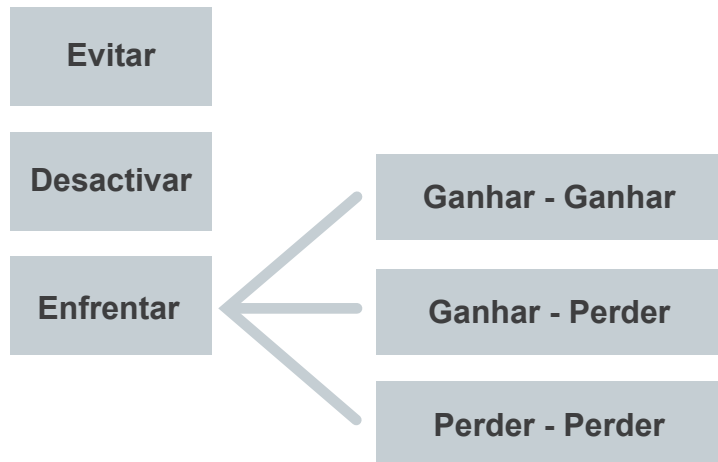 Evitar
Desactivar
Enfrentar
Ganhar - Ganhar
Ganhar - Perder
Perder - Perder